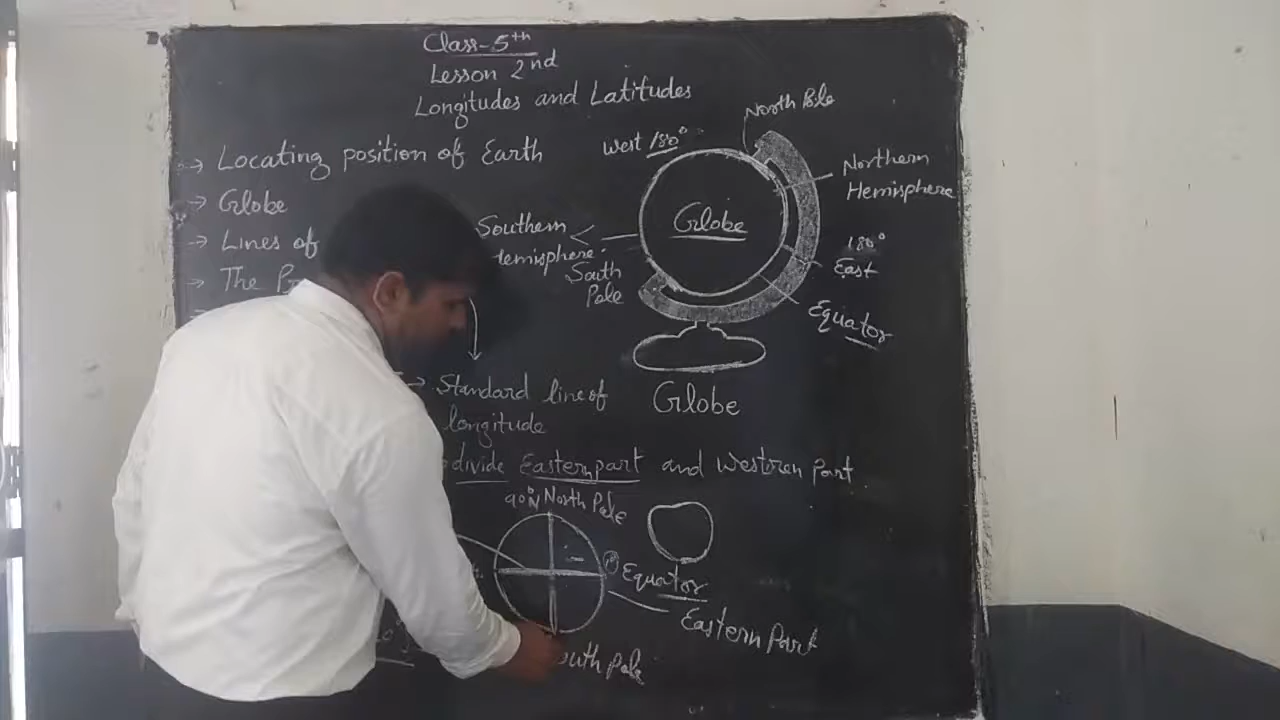 Class-5th
Lesson 2nd
Longitudes and Latitudes
→ Locating position of Earth
→ Globe
→ Lines of
→ The Pr
North Pole
West 180°
Northern
Hemisphere
Globe
Southern
Hemisphere
180°
East
South
Pole
Equator
Globe
→ Standard line of
longitude
divide Eastern part and Westren Part
90°N North Pole
0° Equator
Eastern Part
South pole